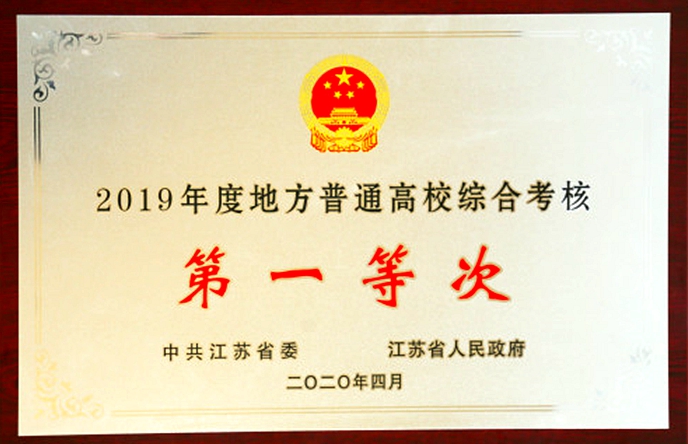 2019年度地方普通高校综合考核
第一等次
中共江苏省委 江苏省人民政府
二〇二〇年四月